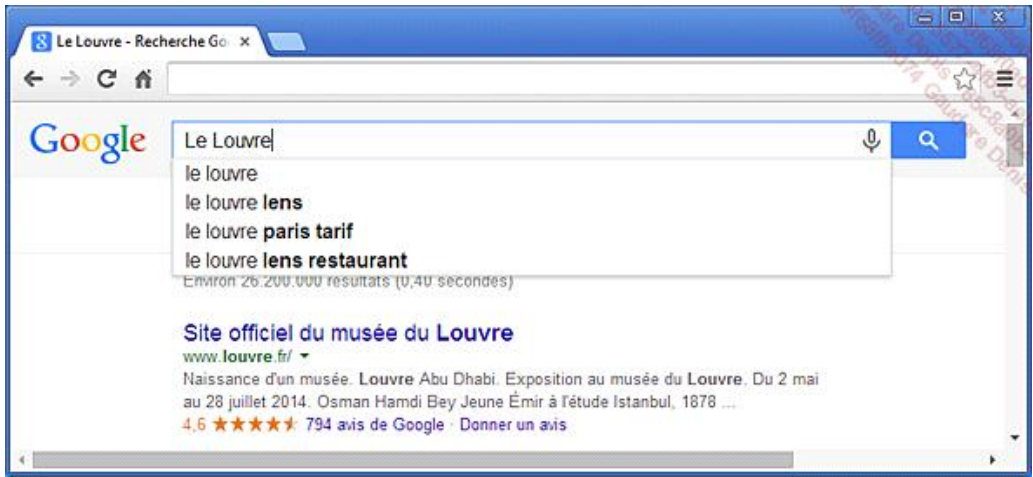 Le Louvre - Recherche Go
Google
Le Louvre
le louvre
le louvre lens
le louvre paris tarif
le louvre lens restaurant
Environ 26.200.000 résultats (0,40 secondes)
Site officiel du musée du Louvre
www.louvre.fr/
Naissance d'un musée. Louvre Abu Dhabi. Exposition au musée du Louvre. Du 2 mai
au 28 juillet 2014. Osman Hamdi Bey Jeune Émir à l'étude Istanbul, 1878 ...
4,6 ★★★★★ 794 avis de Google · Donner un avis